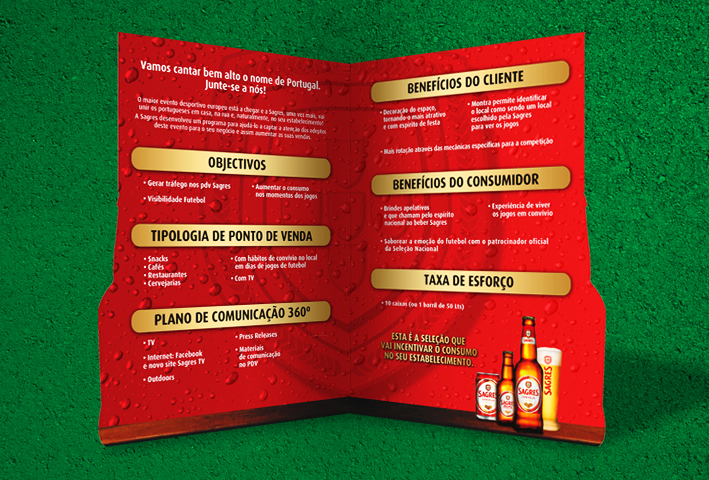 Vamos cantar bem alto o nome de Portugal.
Junte-se a nós!
O maior evento desportivo europeu está a chegar e a Sagres, uma vez mais, vai
unir os portugueses em casa, na rua e, naturalmente, no seu estabelecimento!
A Sagres desenvolveu um programa para ajudá-lo a captar a atenção dos adeptos
deste evento para o seu negócio e assim aumentar as suas vendas.
OBJECTIVOS
• Gerar tráfego nos pdv Sagres
• Visibilidade Futebol
• Aumentar o consumo
nos momentos dos jogos
TIPOLOGIA DE PONTO DE VENDA
• Snacks
• Cafés
• Restaurantes
• Cervejarias
• Com hábitos de convívio no local
em dias de jogos de futebol
• Com TV
PLANO DE COMUNICAÇÃO 360º
• TV
• Internet: Facebook
e novo site Sagres TV
• Outdoors
• Press Releases
• Materiais
de comunicação
no PDV
BENEFÍCIOS DO CLIENTE
• Decoração do espaço,
tornando-o mais atrativo
e com espírito de festa
• Montra permite identificar
o local como sendo um local
escolhido pela Sagres
para ver os jogos
• Mais rotação através das mecânicas específicas para a competição
BENEFÍCIOS DO CONSUMIDOR
• Brindes apelativos
e que chamam pelo espírito
nacional ao beber Sagres
• Experiência de viver
os jogos em convívio
• Saborear a emoção do futebol com o patrocinador oficial
da Seleção Nacional
TAXA DE ESFORÇO
• 10 caixas (ou 1 barril de 50 Lts)
ESTA É A SELEÇÃO QUE
VAI INCENTIVAR O CONSUMO
NO SEU ESTABELECIMENTO.
SAGRES
SAGRES
SAGRES
SAGRES